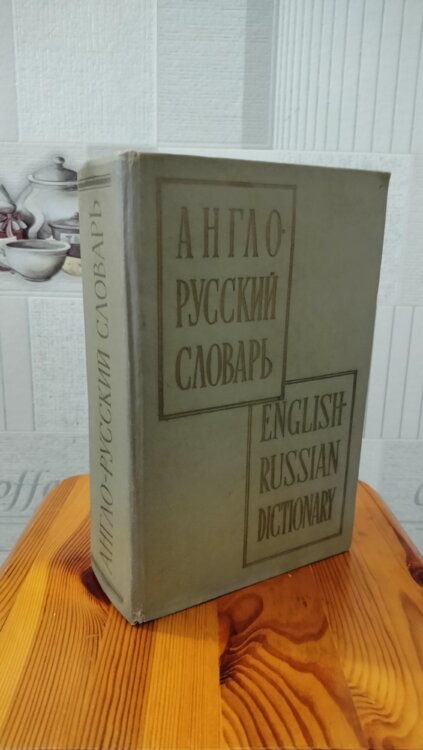 АНГЛО-РУССКИЙ СЛОВАРЬ
АНГЛО-
РУССКИЙ
СЛОВАРЬ
ENGLISH-
RUSSIAN
DICTIONARY